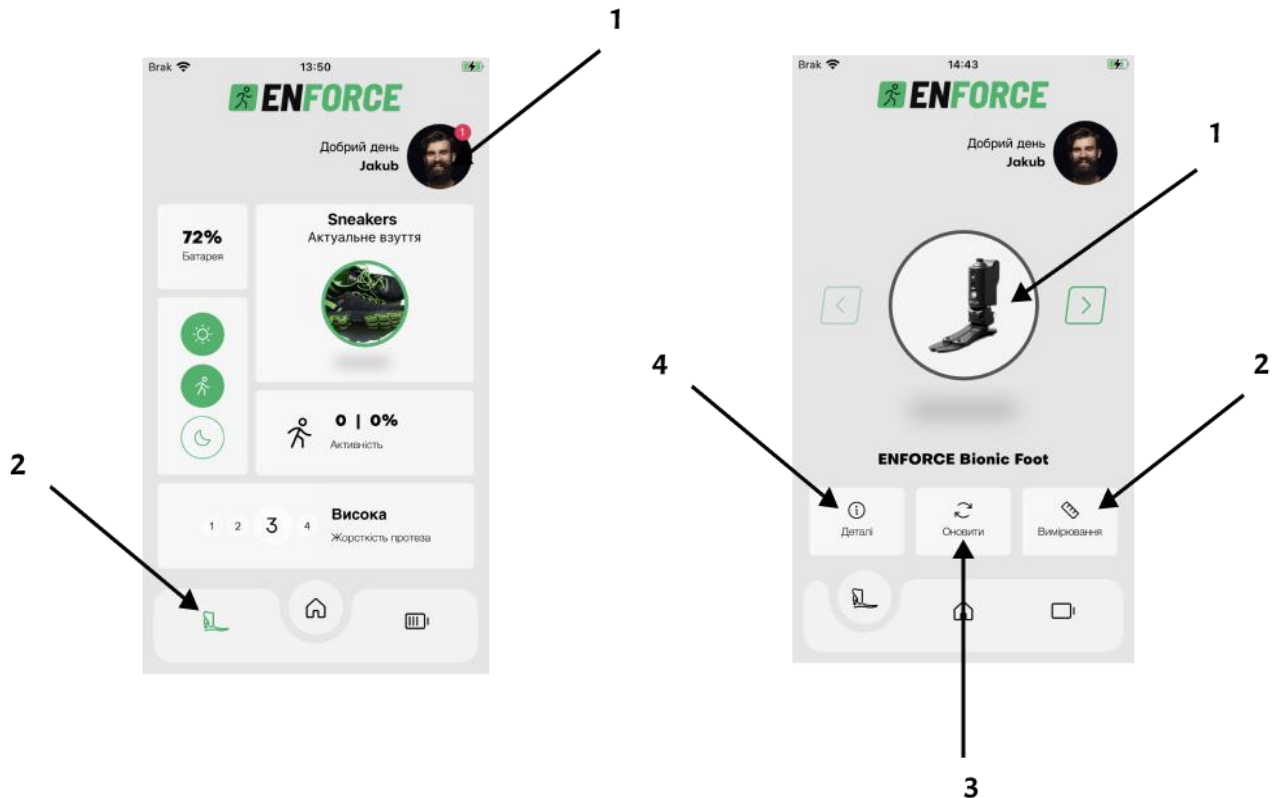 1
Brak 13:50
ENFORCE
1
Добрий день
Jakub
72%
Батарея
Sneakers
Актуальне взуття
0 | 0%
Активність
2
1 2 3 4
Висока
Жорсткість протеза
Brak 14:43
ENFORCE
Добрий день
Jakub
1
4
2
ENFORCE Bionic Foot
Деталі
Оновити
Вимірювання
3